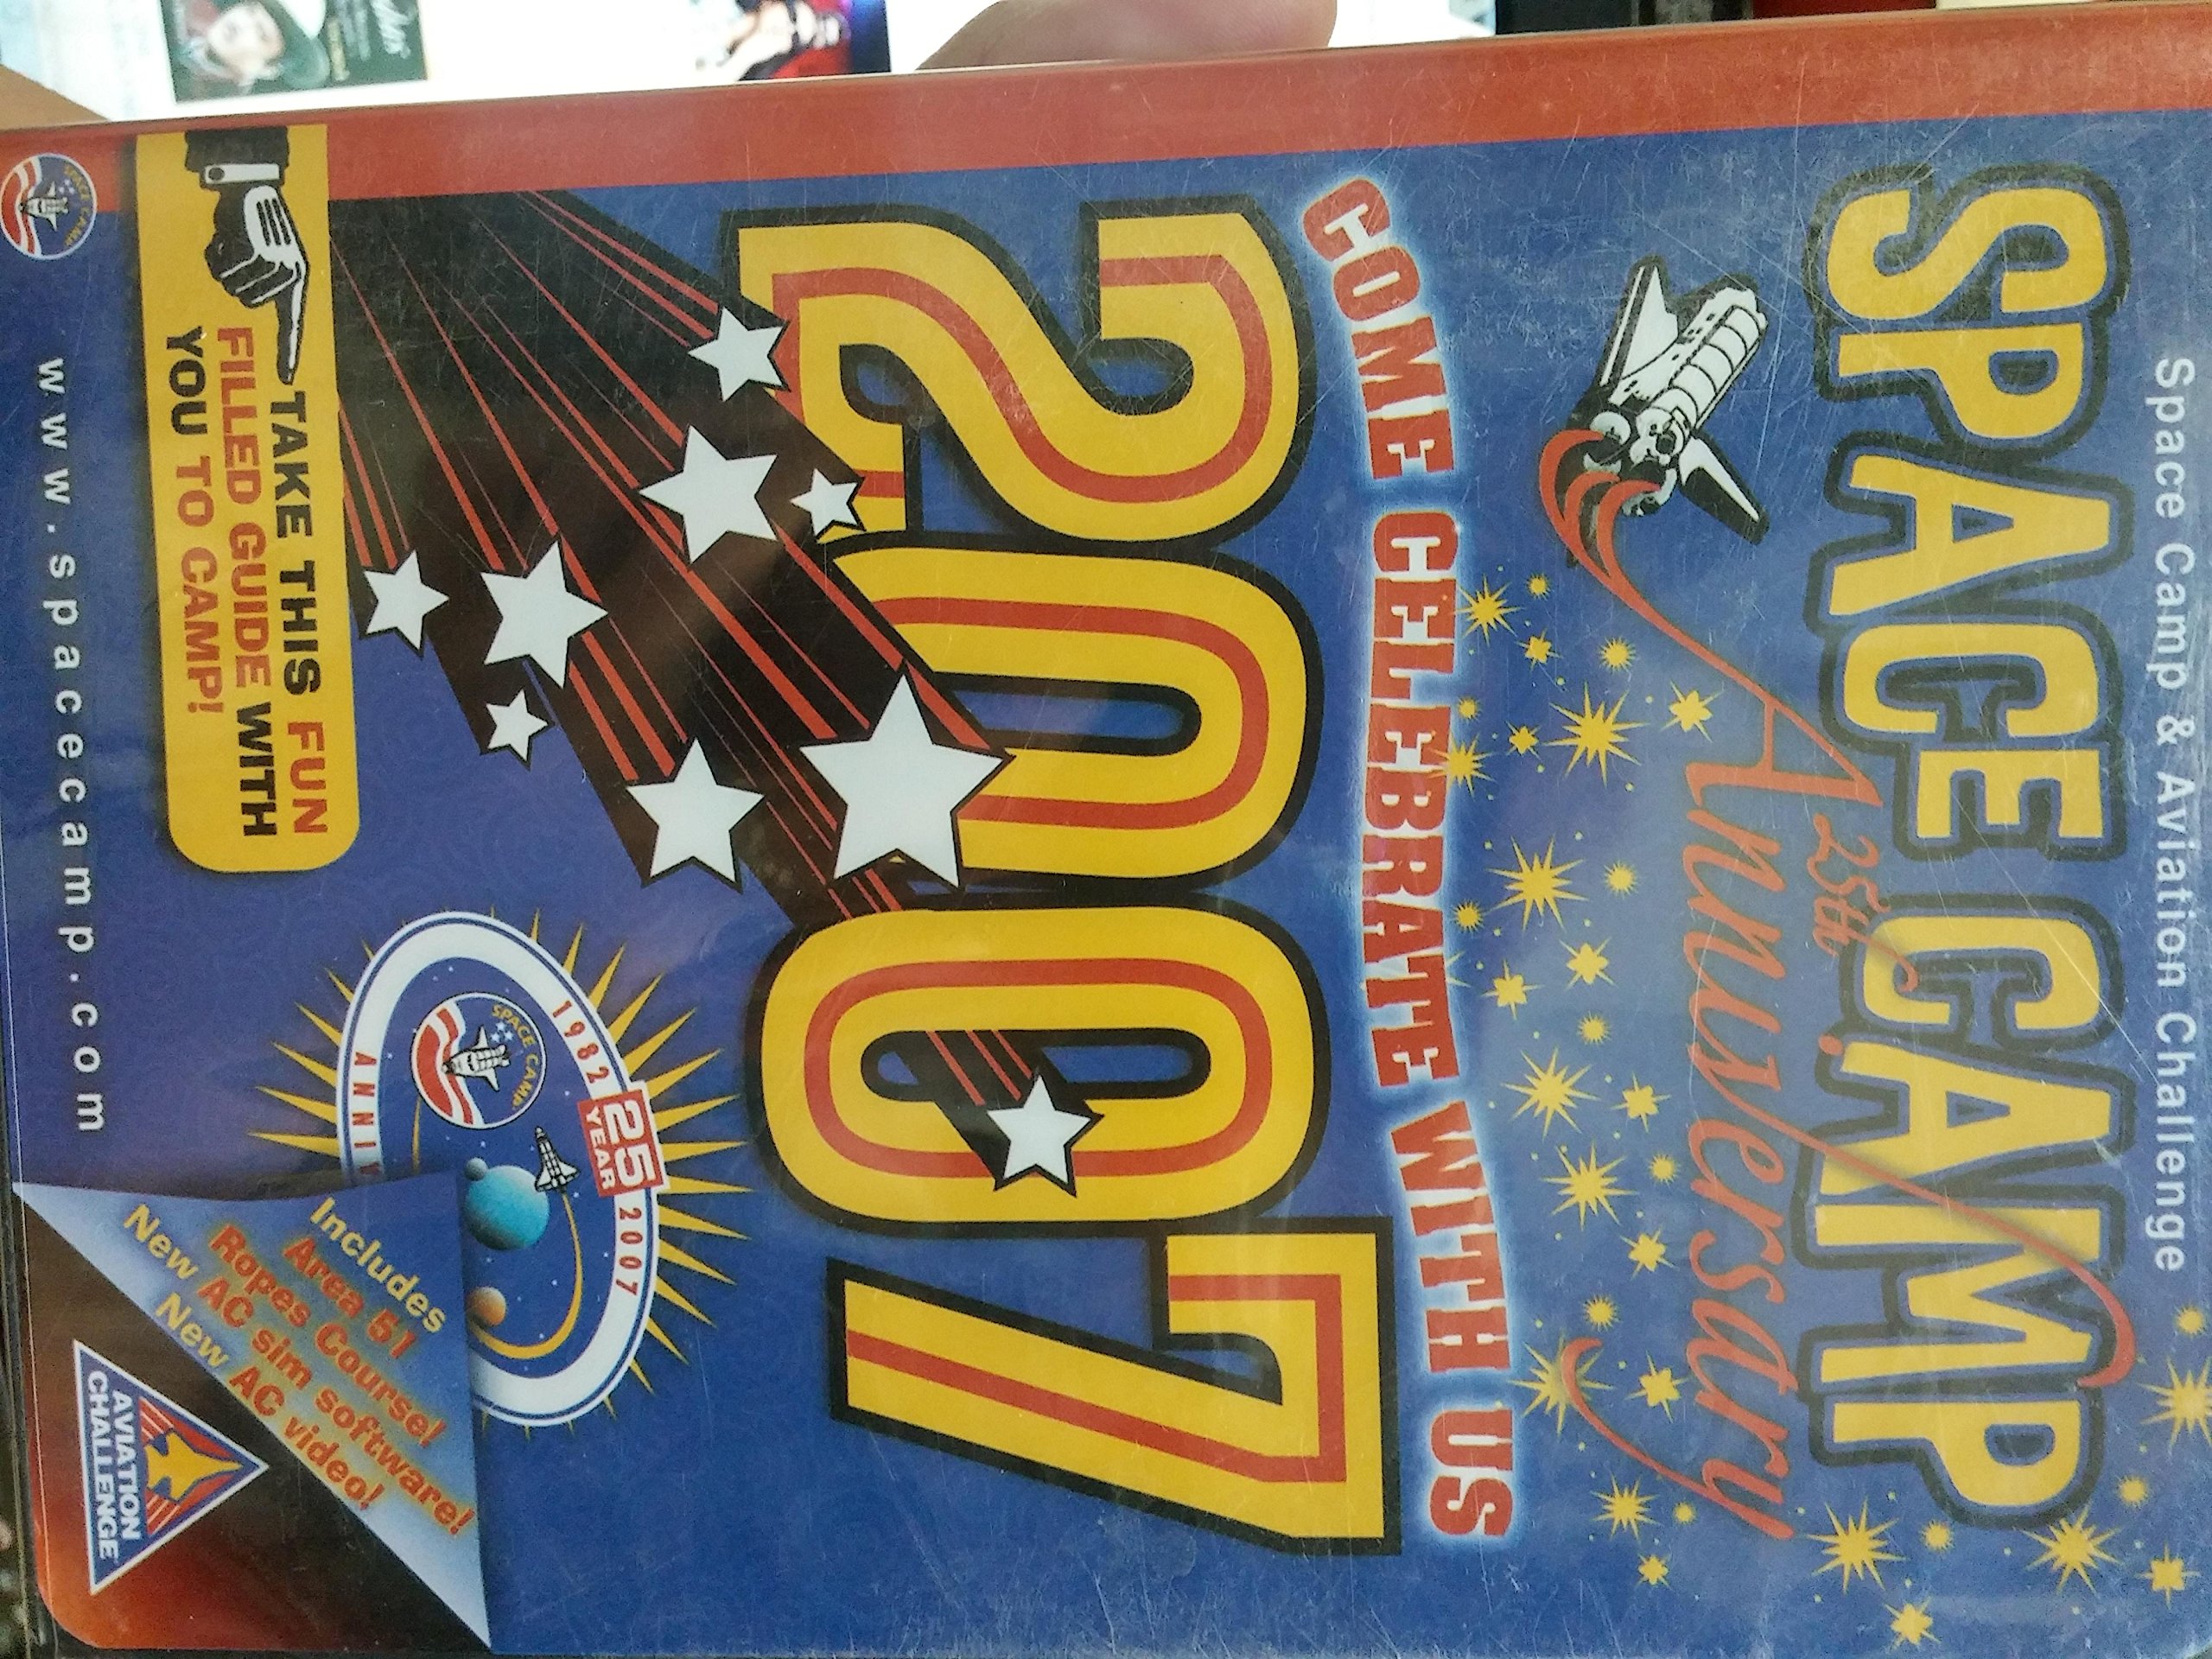 Space Camp & Aviation Challenge
SPACE CAMP
25th
Anniversary
COME CELEBRATE WITH US
2007
1982 25 2007
YEAR
SPACE CAMP
TAKE THIS FUN
FILLED GUIDE WITH
YOU TO CAMP!
Includes
Area 51
Ropes Course!
New AC sim software!
New AC video!
AVIATION
CHALLENGE
SPACE CAMP
www.spacecamp.com